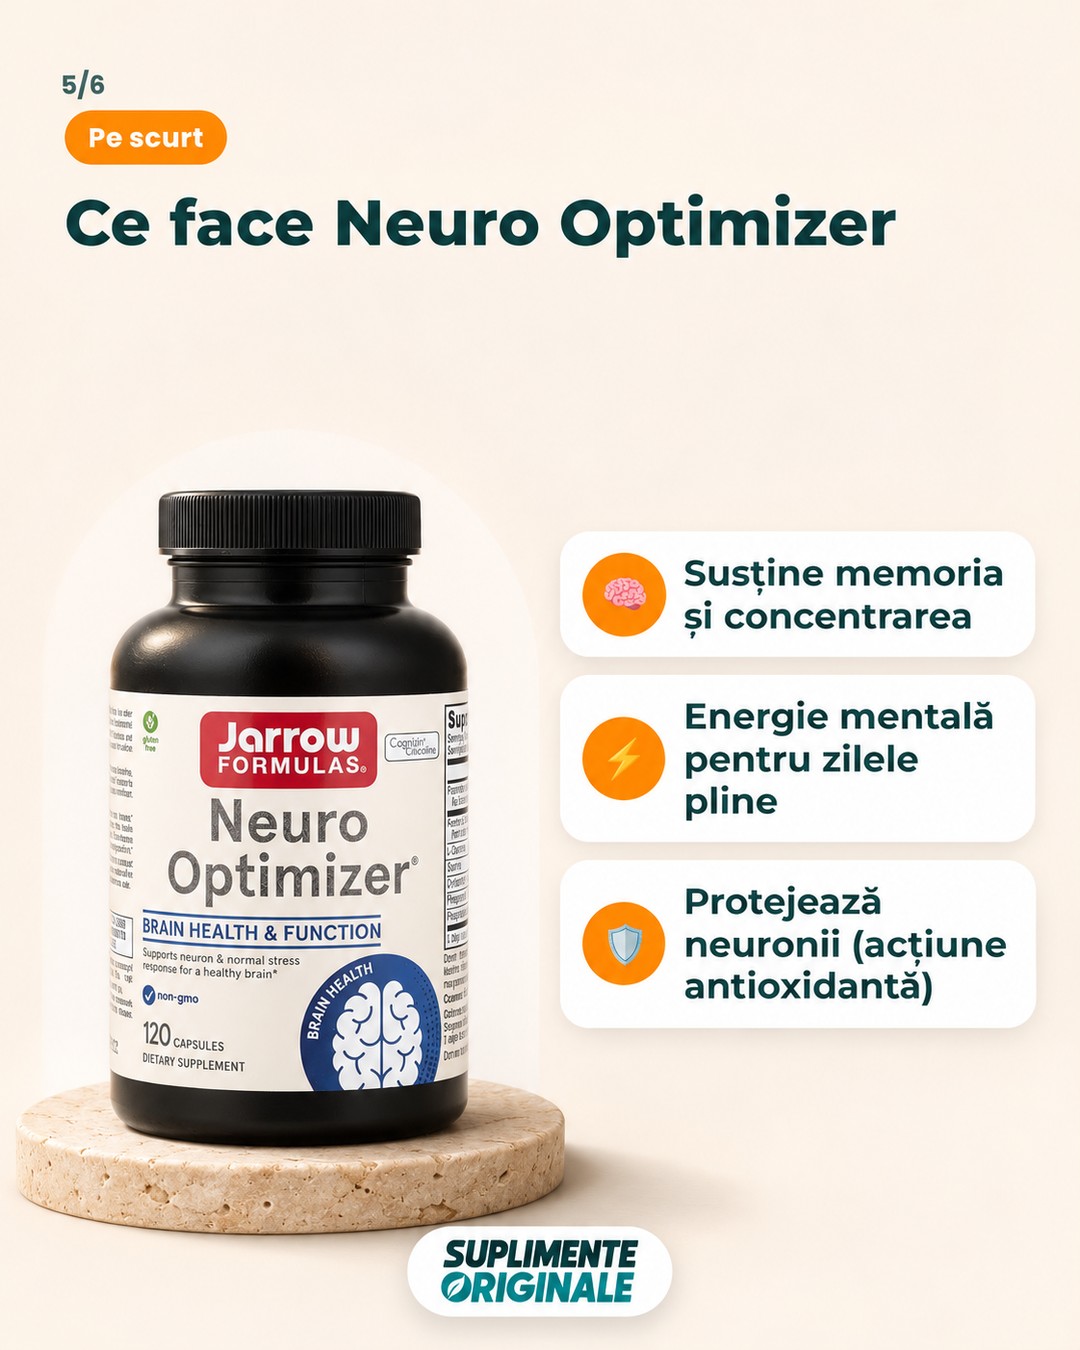 5/6
Pe scurt
Ce face Neuro Optimizer
gluten
free
Jarrow
FORMULAS®
Cognizin®
Citicoline
Neuro
Optimizer®
BRAIN HEALTH & FUNCTION
Supports neuron & normal stress
response for a healthy brain*
non-gmo
120 CAPSULES
DIETARY SUPPLEMENT
BRAIN HEALTH
Susține memoria
și concentrarea
Energie mentală
pentru zilele
pline
Protejează
neuronii (acțiune
antioxidantă)
SUPLIMENTE
ORIGINALE